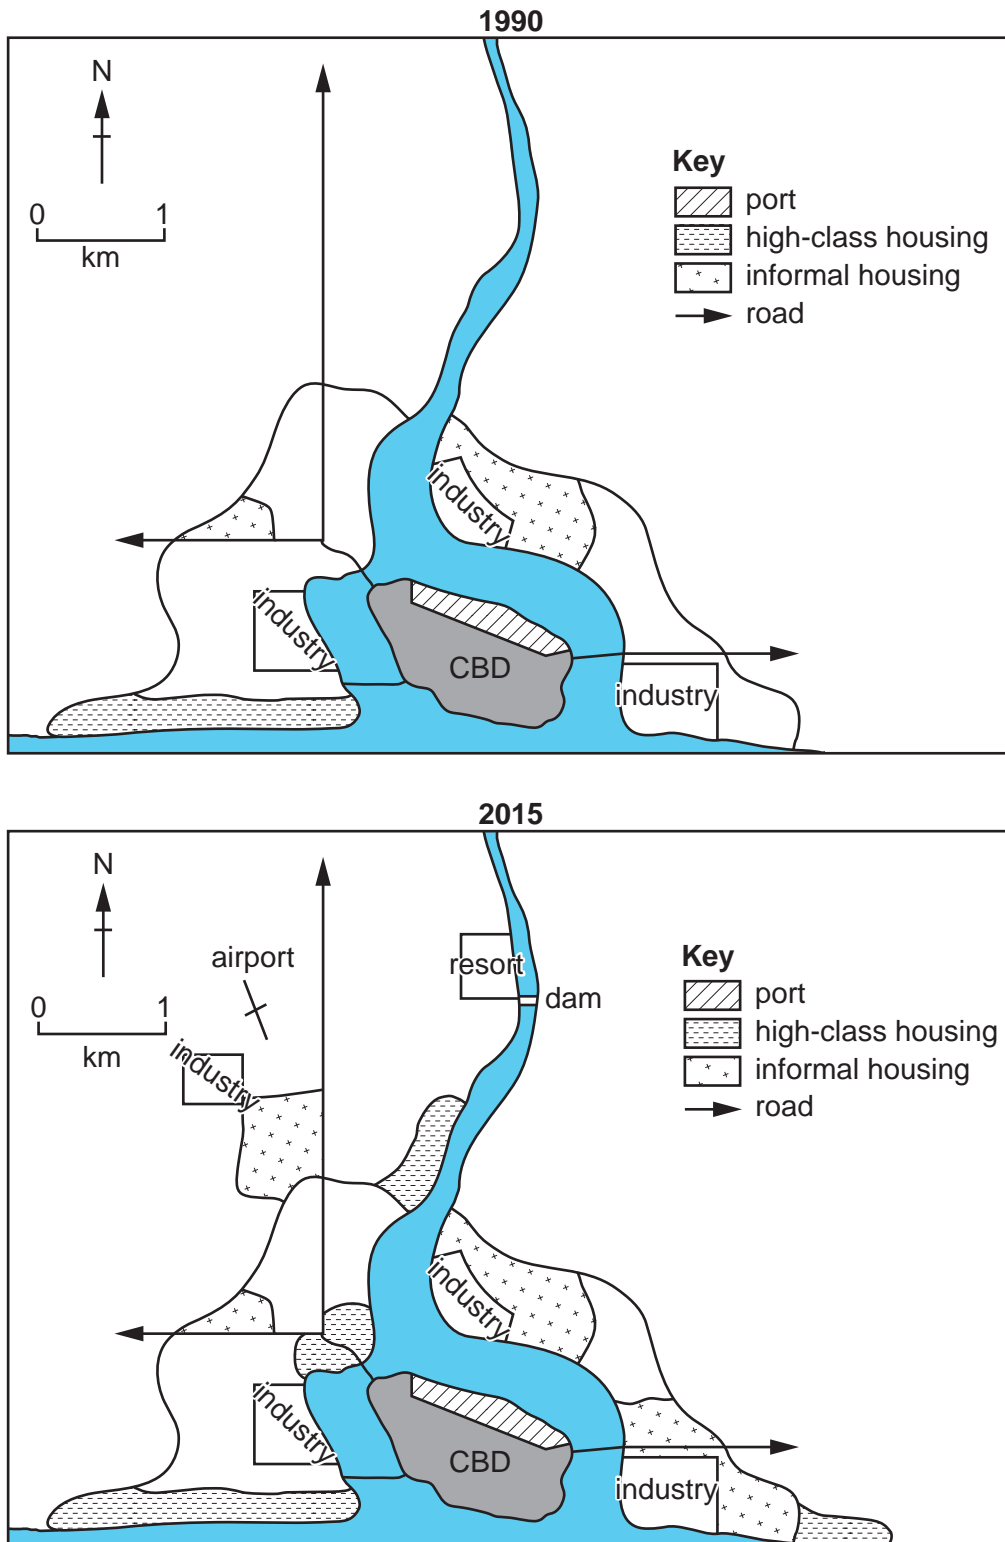 1990
N
0 1
km
Key
port
high-class housing
informal housing
road
industry
industry
CBD
industry
2015
N
airport
0 1
km
resort
dam
Key
port
high-class housing
informal housing
road
industry
industry
industry
CBD
industry